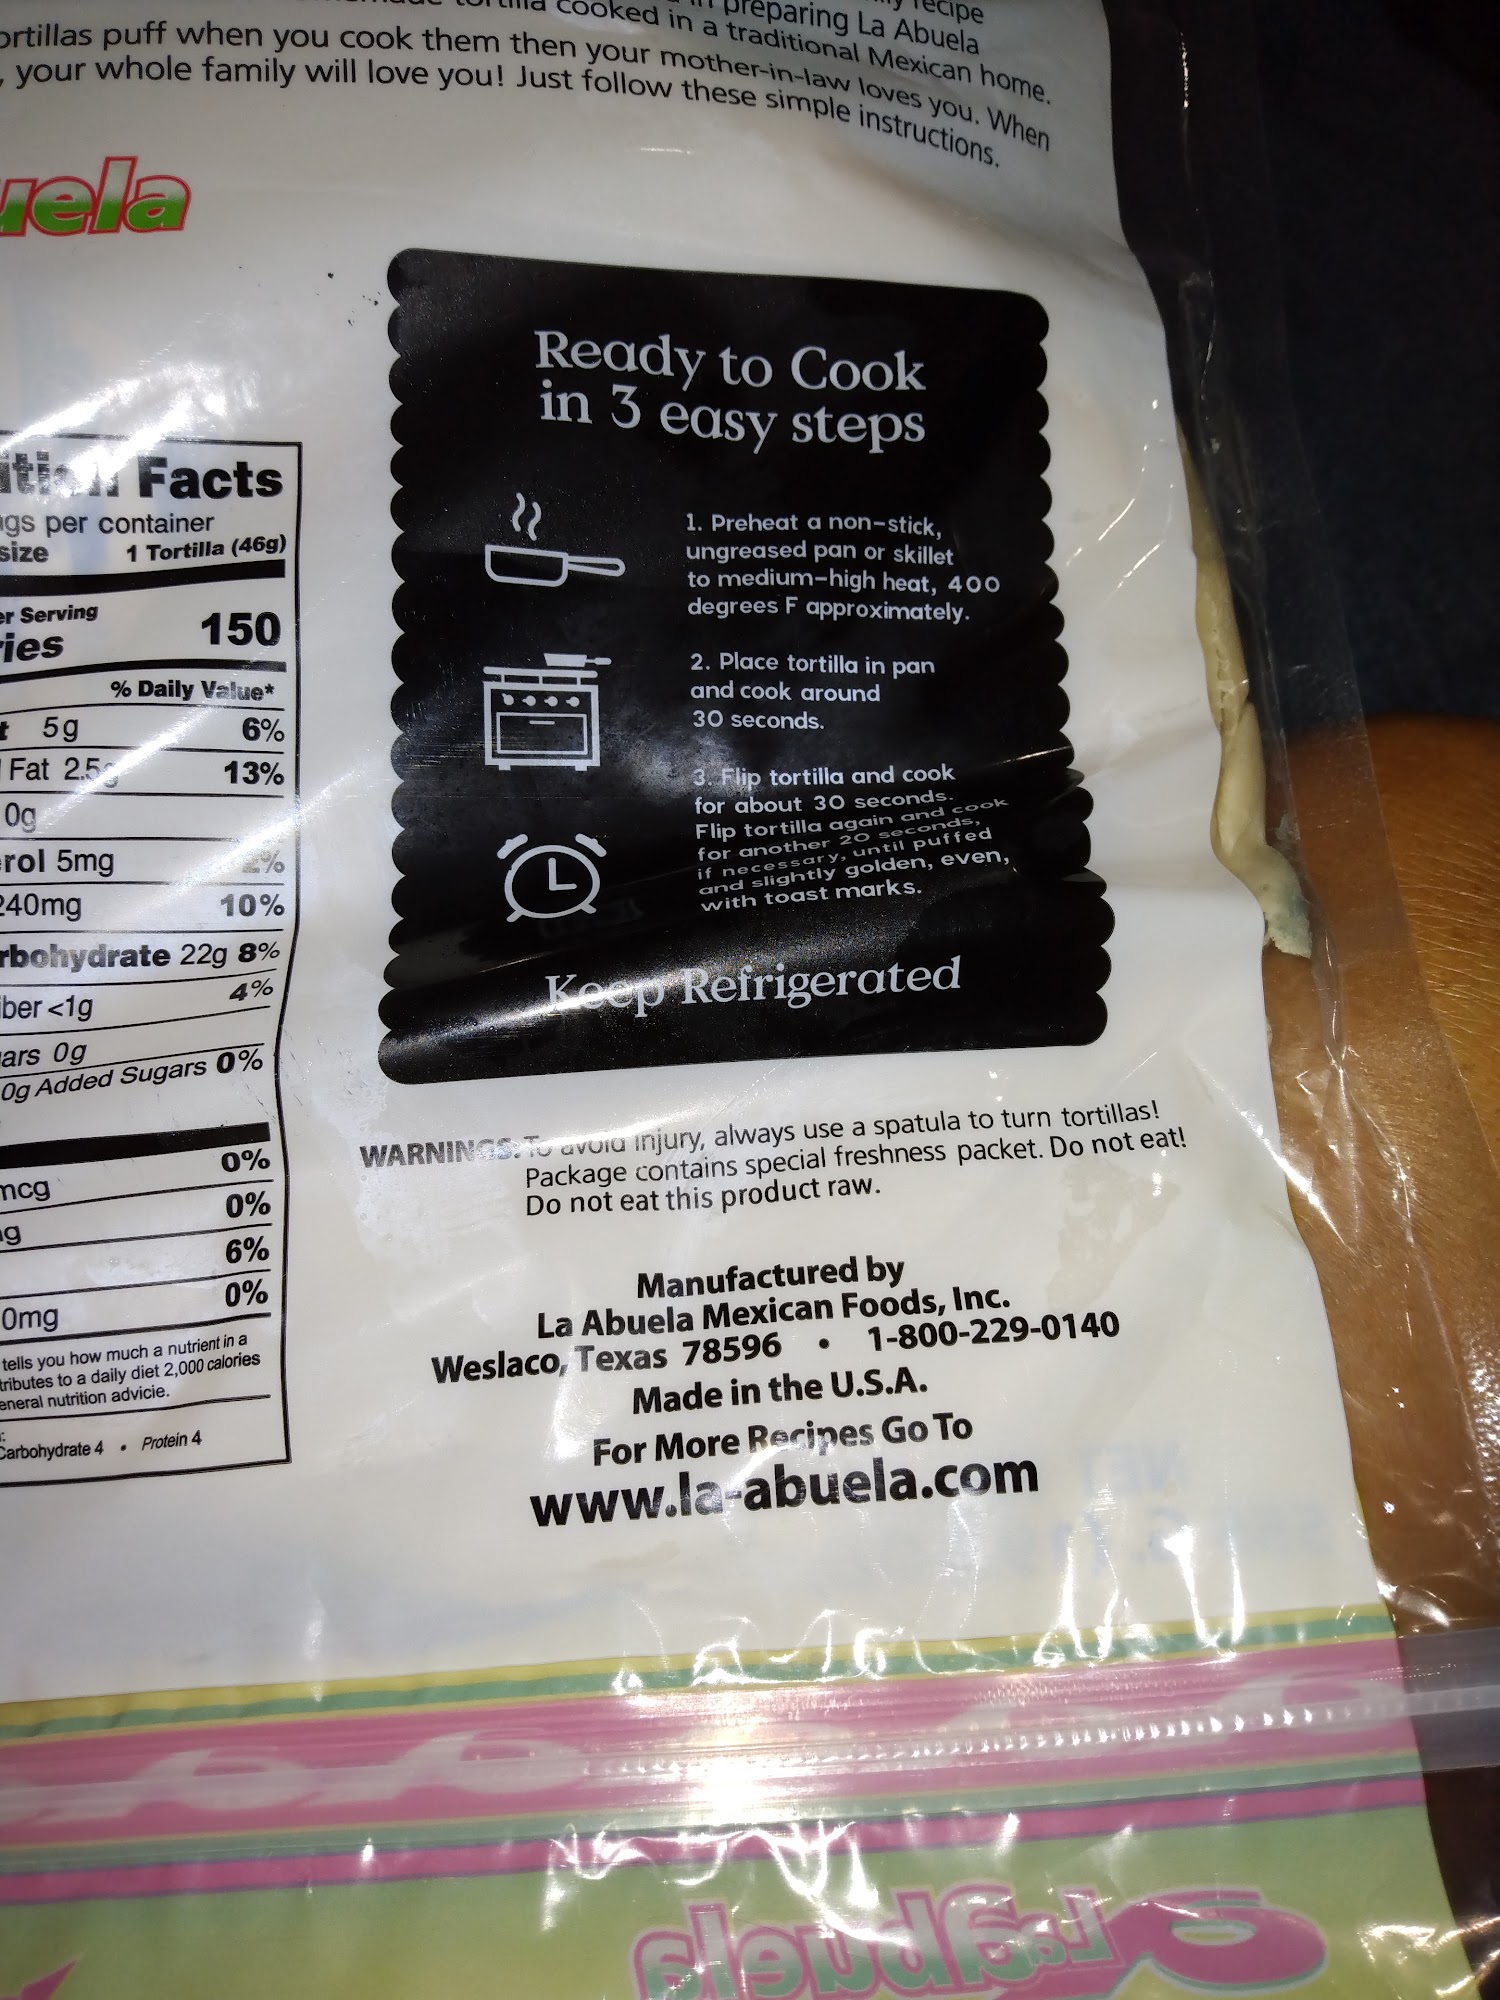 recipe
preparing La Abuela
tortilla cooked in a traditional Mexican home.
ortillas puff when you cook them then your mother-in-law loves you. When
, your whole family will love you! Just follow these simple instructions.
uela
Facts
per container
size 1 Tortilla (46g)
er Serving
ries 150
% Daily Value*
t 5g 6%
Fat 2.5g 13%
0g
rol 5mg 2%
240mg 10%
rbohydrate 22g 8%
iber <1g 4%
ars 0g
0g Added Sugars 0%
0%
mcg
0%
g
6%
0mg 0%
tells you how much a nutrient in a
tributes to a daily diet 2,000 calories
eneral nutrition advicie.
Carbohydrate 4 • Protein 4
Ready to Cook
in 3 easy steps
1. Preheat a non-stick,
ungreased pan or skillet
to medium-high heat, 400
degrees F approximately.
2. Place tortilla in pan
and cook around
30 seconds.
3. Flip tortilla and cook
for about 30 seconds.
Flip tortilla again and cook
for another 20 seconds,
if necessary, until puffed
and slightly golden, even,
with toast marks.
Keep Refrigerated
WARNINGS: To avoid injury, always use a spatula to turn tortillas!
Package contains special freshness packet. Do not eat!
Do not eat this product raw.
Manufactured by
La Abuela Mexican Foods, Inc.
Weslaco, Texas 78596 • 1-800-229-0140
Made in the U.S.A.
For More Recipes Go To
www.la-abuela.com
La Abuela